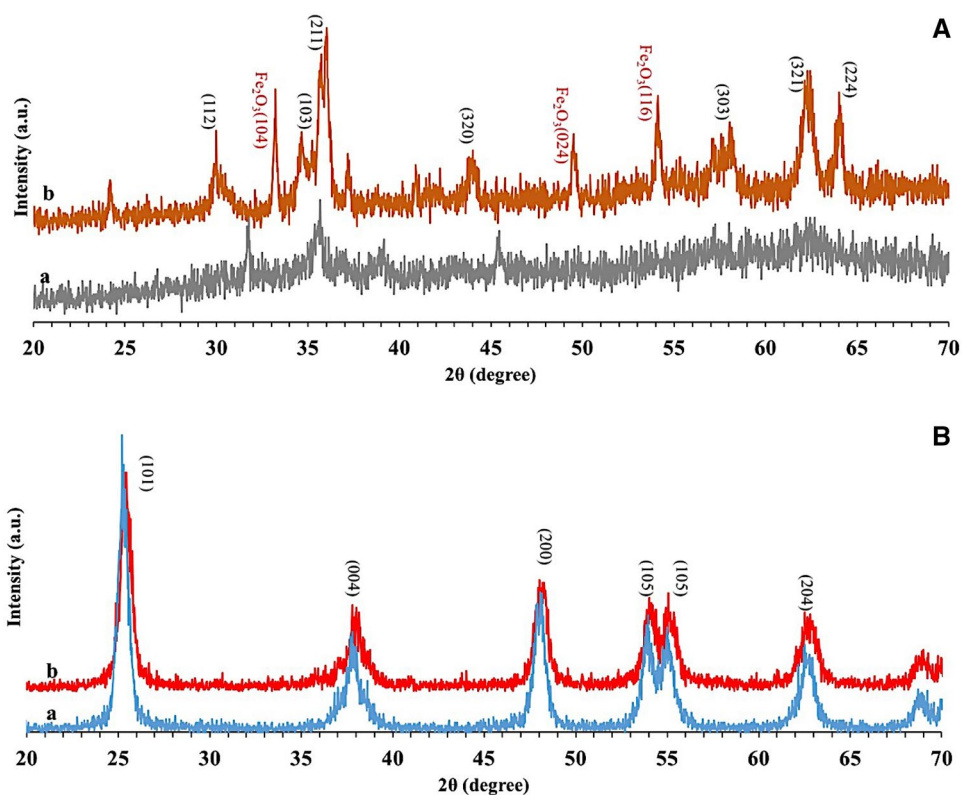 A
Intensity (a.u.)
(112)
Fe₂O₃(104)
(103)
(211)
(320)
Fe₂O₃(024)
Fe₂O₃(116)
(303)
(321)
(224)
b
a
20 25 30 35 40 45 50 55 60 65 70
2θ (degree)
B
Intensity (a.u.)
(101)
(004)
(200)
(105)
(105)
(204)
b
a
20 25 30 35 40 45 50 55 60 65 70
2θ (degree)